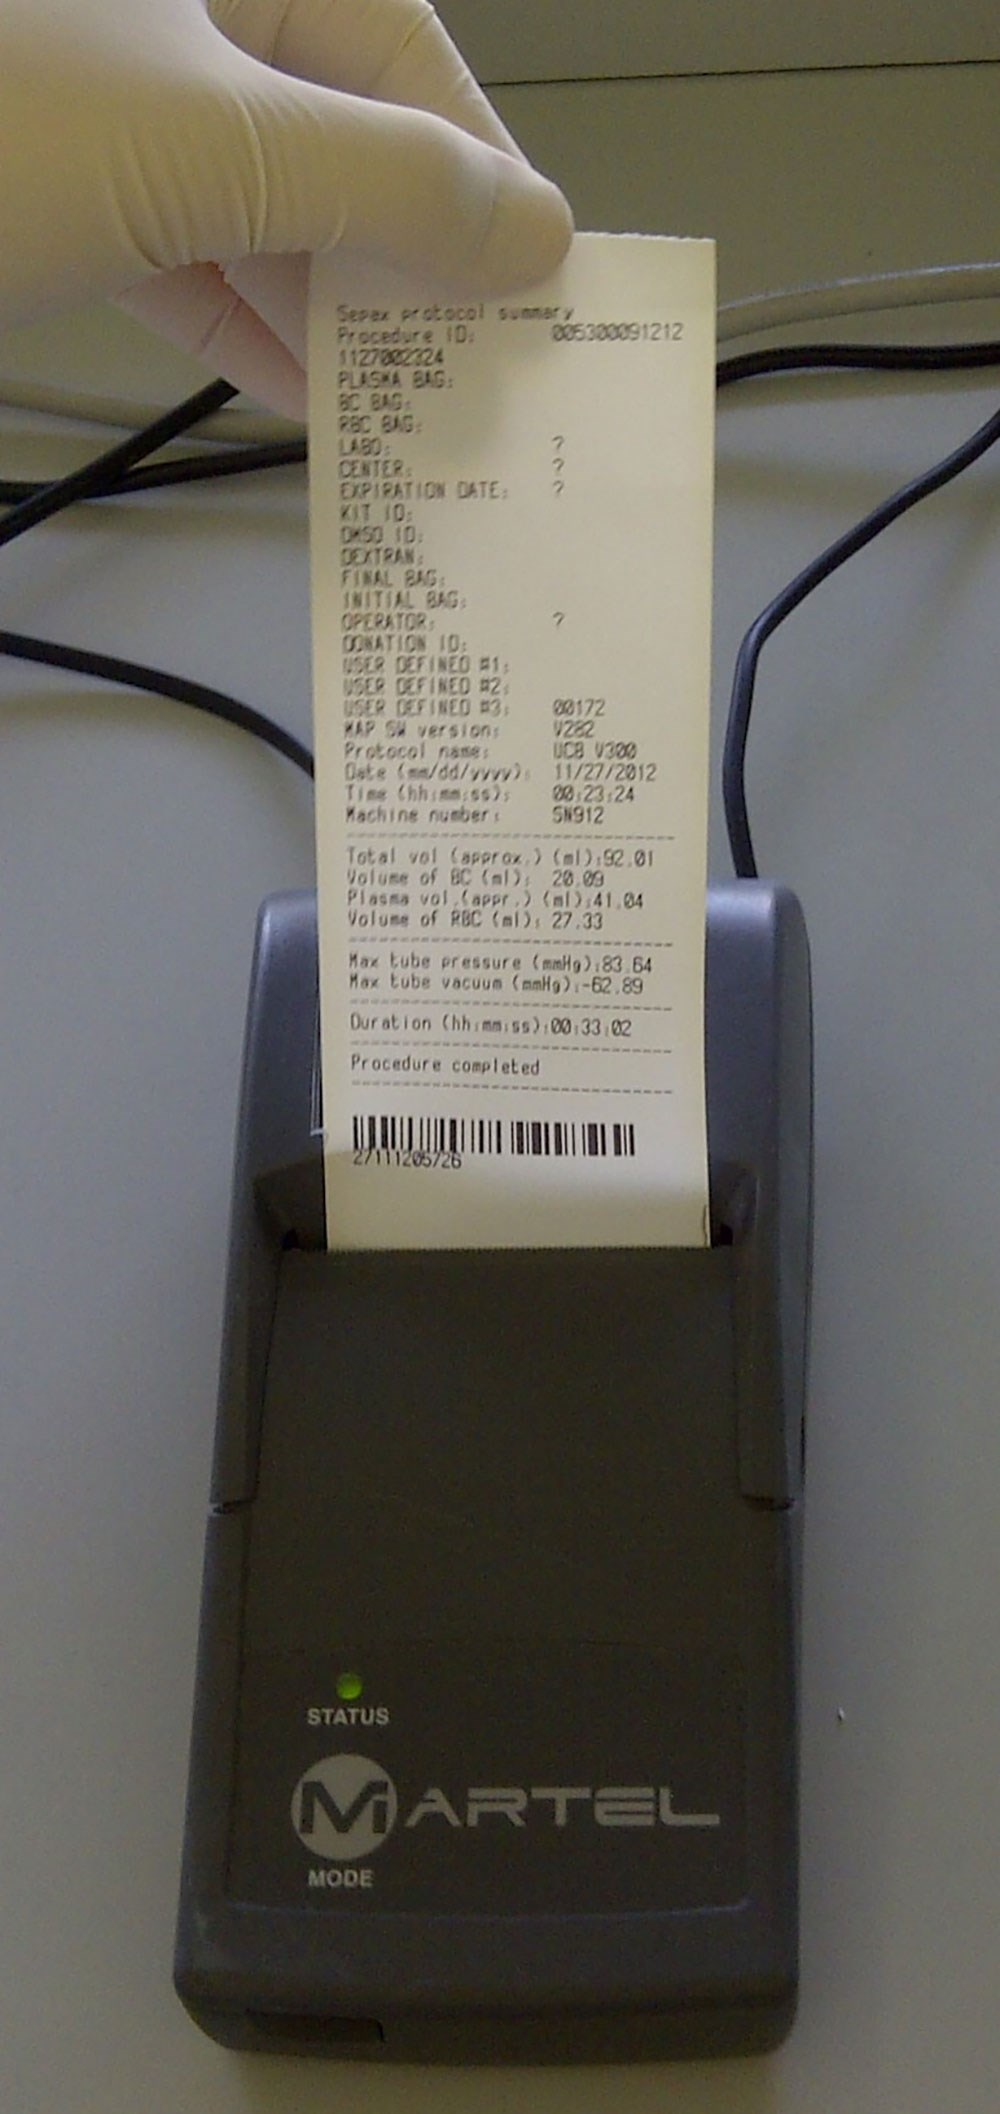 Sepax protocol summary
Procedure ID: 005300091212
1127002324
PLASMA BAG:
BC BAG:
RBC BAG:
LABO: ?
CENTER: ?
EXPIRATION DATE: ?
KIT ID:
DMSO ID:
DEXTRAN:
FINAL BAG:
INITIAL BAG:
OPERATOR: ?
DONATION ID:
USER DEFINED #1:
USER DEFINED #2:
USER DEFINED #3: 00172
MAP SW version: V282
Protocol name: UCB V300
Date (mm/dd/yyyy): 11/27/2012
Time (hh:mm:ss): 00:23:24
Machine number: SN912
Total vol (approx.) (ml):92.01
Volume of BC (ml): 20.09
Plasma vol.(appr.) (ml):41.04
Volume of RBC (ml): 27.33
Max tube pressure (mmHg):83.64
Max tube vacuum (mmHg):-62.89
Duration (hh:mm:ss):00:33:02
Procedure completed
27111205726
STATUS
MARTEL
MODE